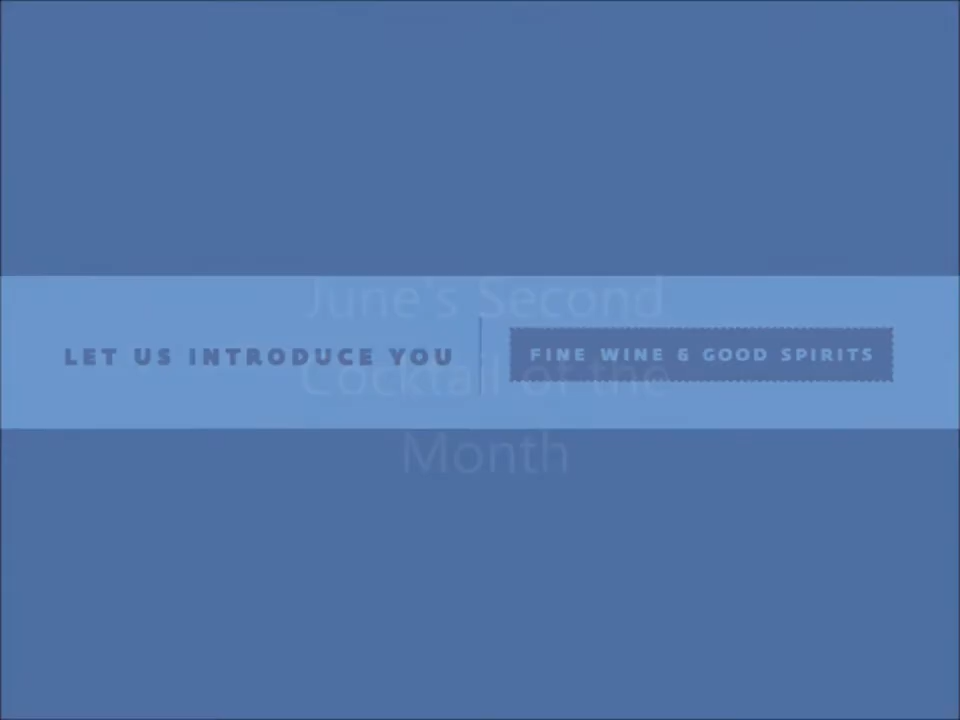 June's Second
LET US INTRODUCE YOU
FINE WINE & GOOD SPIRITS
Cocktail of the
Month